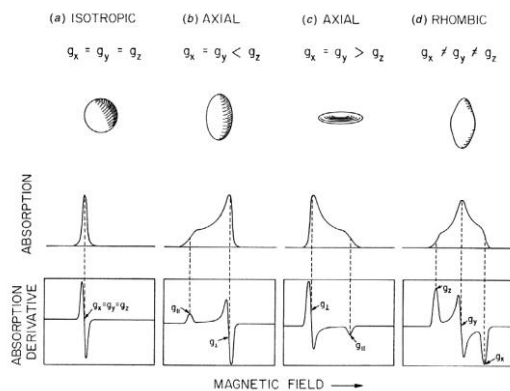 (a) ISOTROPIC (b) AXIAL (c) AXIAL (d) RHOMBIC
gx = gy = gz gx = gy < gz gx = gy > gz gx ≠ gy ≠ gz
ABSORPTION
ABSORPTION DERIVATIVE
gx=gy=gz
g||
g⊥
g⊥
g||
gz
gy
gx
MAGNETIC FIELD